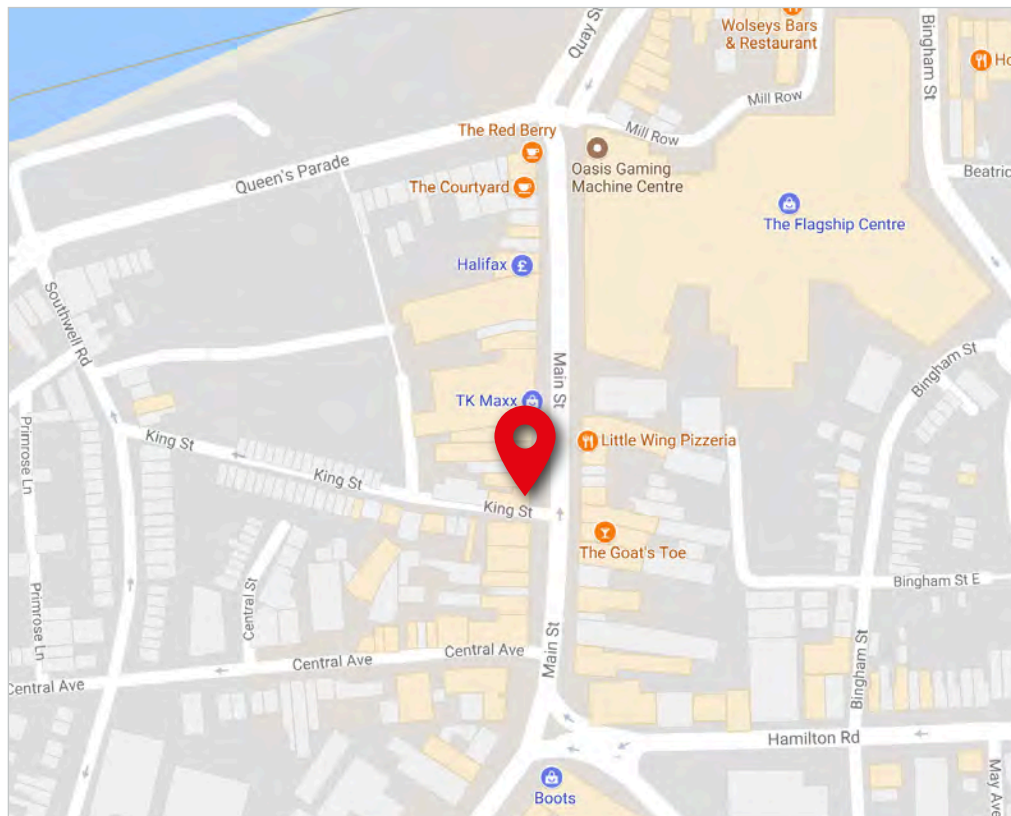 Wolseys Bars
& Restaurant
Quay St
Bingham St
Mill Row
Mill Row
The Red Berry
Oasis Gaming
Machine Centre
Queen's Parade
The Courtyard
The Flagship Centre
Halifax £
Southwell Rd
Main St
Bingham St
TK Maxx
Primrose Ln
King St
Little Wing Pizzeria
King St
King St
The Goat's Toe
Bingham St E
Primrose Ln
Central St
Central Ave
Central Ave
Main St
Bingham St
Central Ave
Hamilton Rd
May Ave
Boots